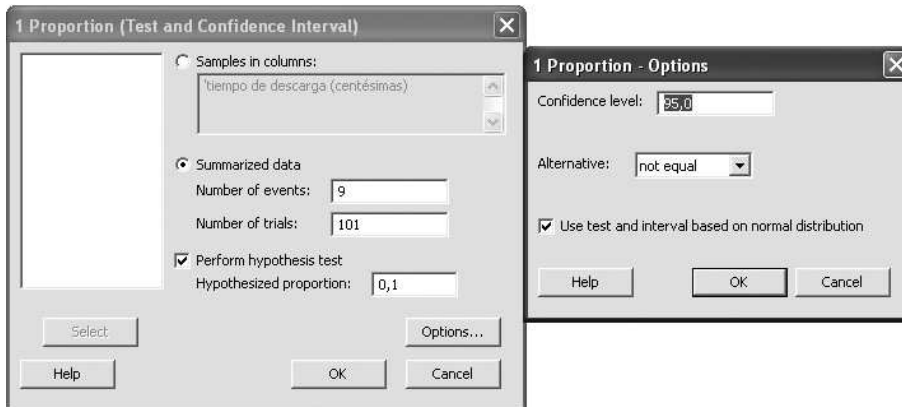 1 Proportion (Test and Confidence Interval)
Samples in columns:
'tiempo de descarga (centésimas)
Summarized data
Number of events: 9
Number of trials: 101
Perform hypothesis test
Hypothesized proportion: 0,1
Select
Options...
Help
OK
Cancel
1 Proportion - Options
Confidence level: 95,0
Alternative: not equal
Use test and interval based on normal distribution
Help
OK
Cancel